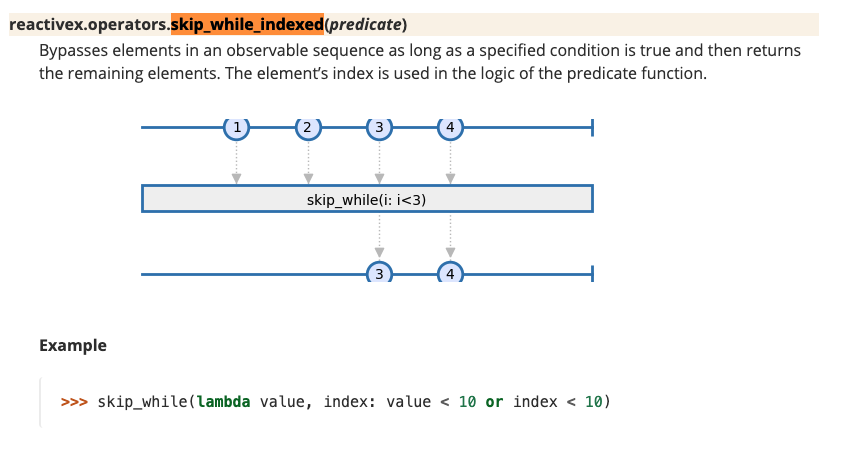 reactivex.operators.skip_while_indexed(predicate)
Bypasses elements in an observable sequence as long as a specified condition is true and then returns
the remaining elements. The element’s index is used in the logic of the predicate function.
1 2 3 4
skip_while(i: i<3)
3 4
Example
>>> skip_while(lambda value, index: value < 10 or index < 10)